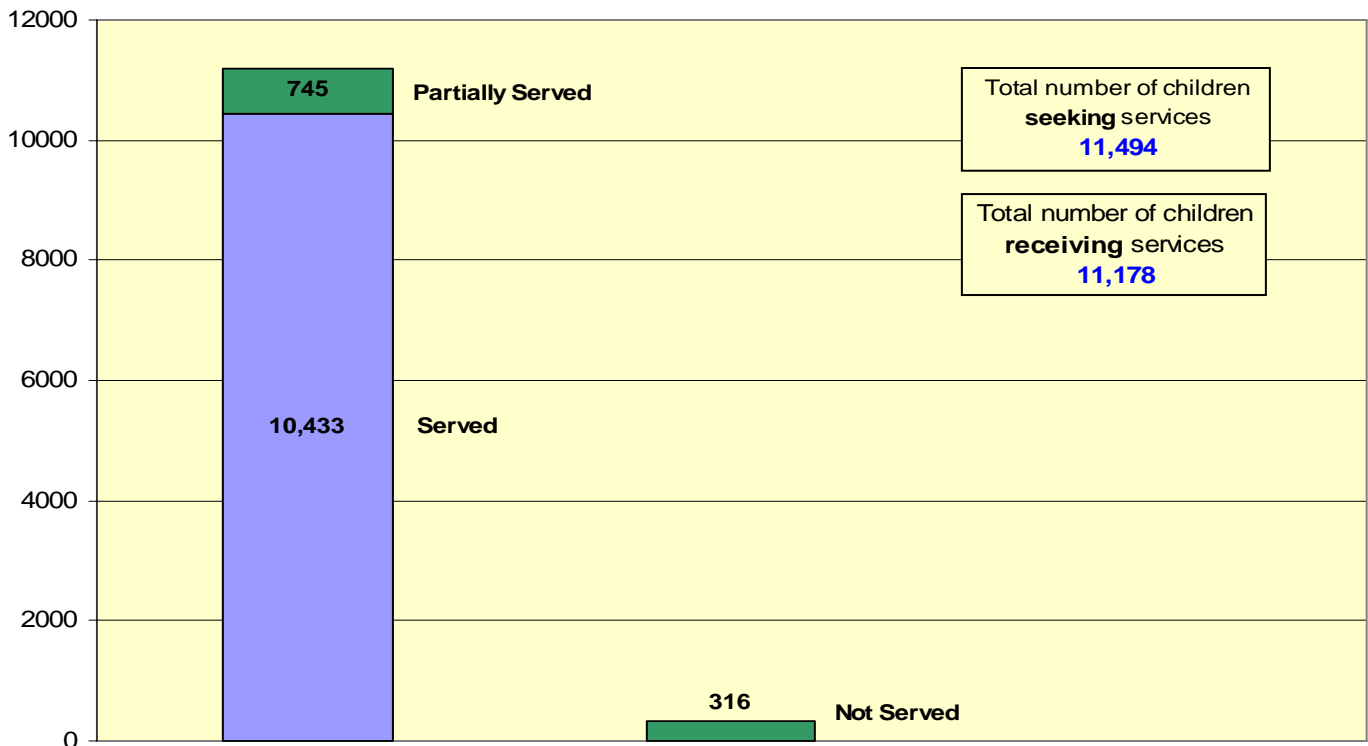 12000
745
Partially Served
Total number of children
seeking services
11,494
10000
Total number of children
receiving services
11,178
8000
6000
10,433
Served
4000
2000
316
Not Served
0